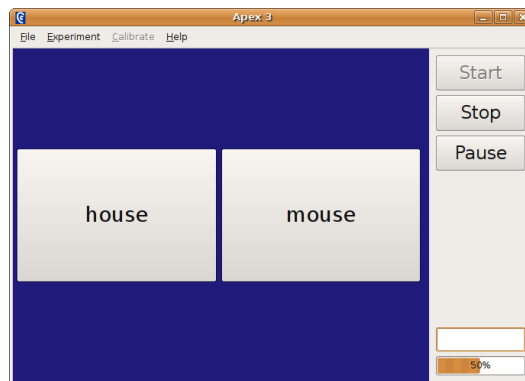 Apex 3
File Experiment Calibrate Help
Start
Stop
Pause
house mouse
50%